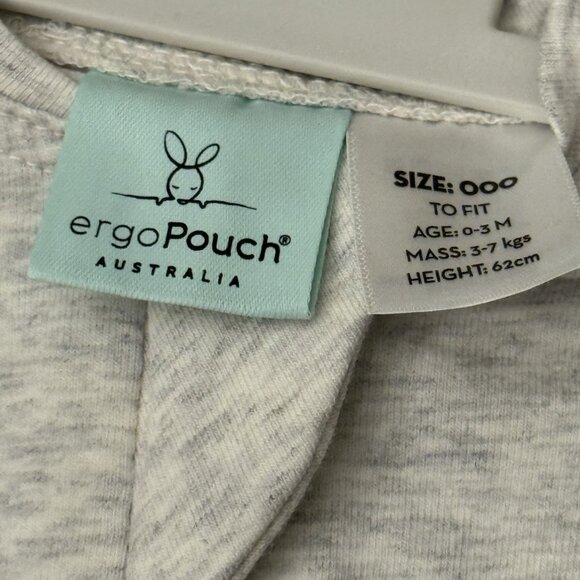 ergoPouch®
AUSTRALIA
SIZE: 000
TO FIT
AGE: 0-3 M
MASS: 3-7 kgs
HEIGHT: 62cm